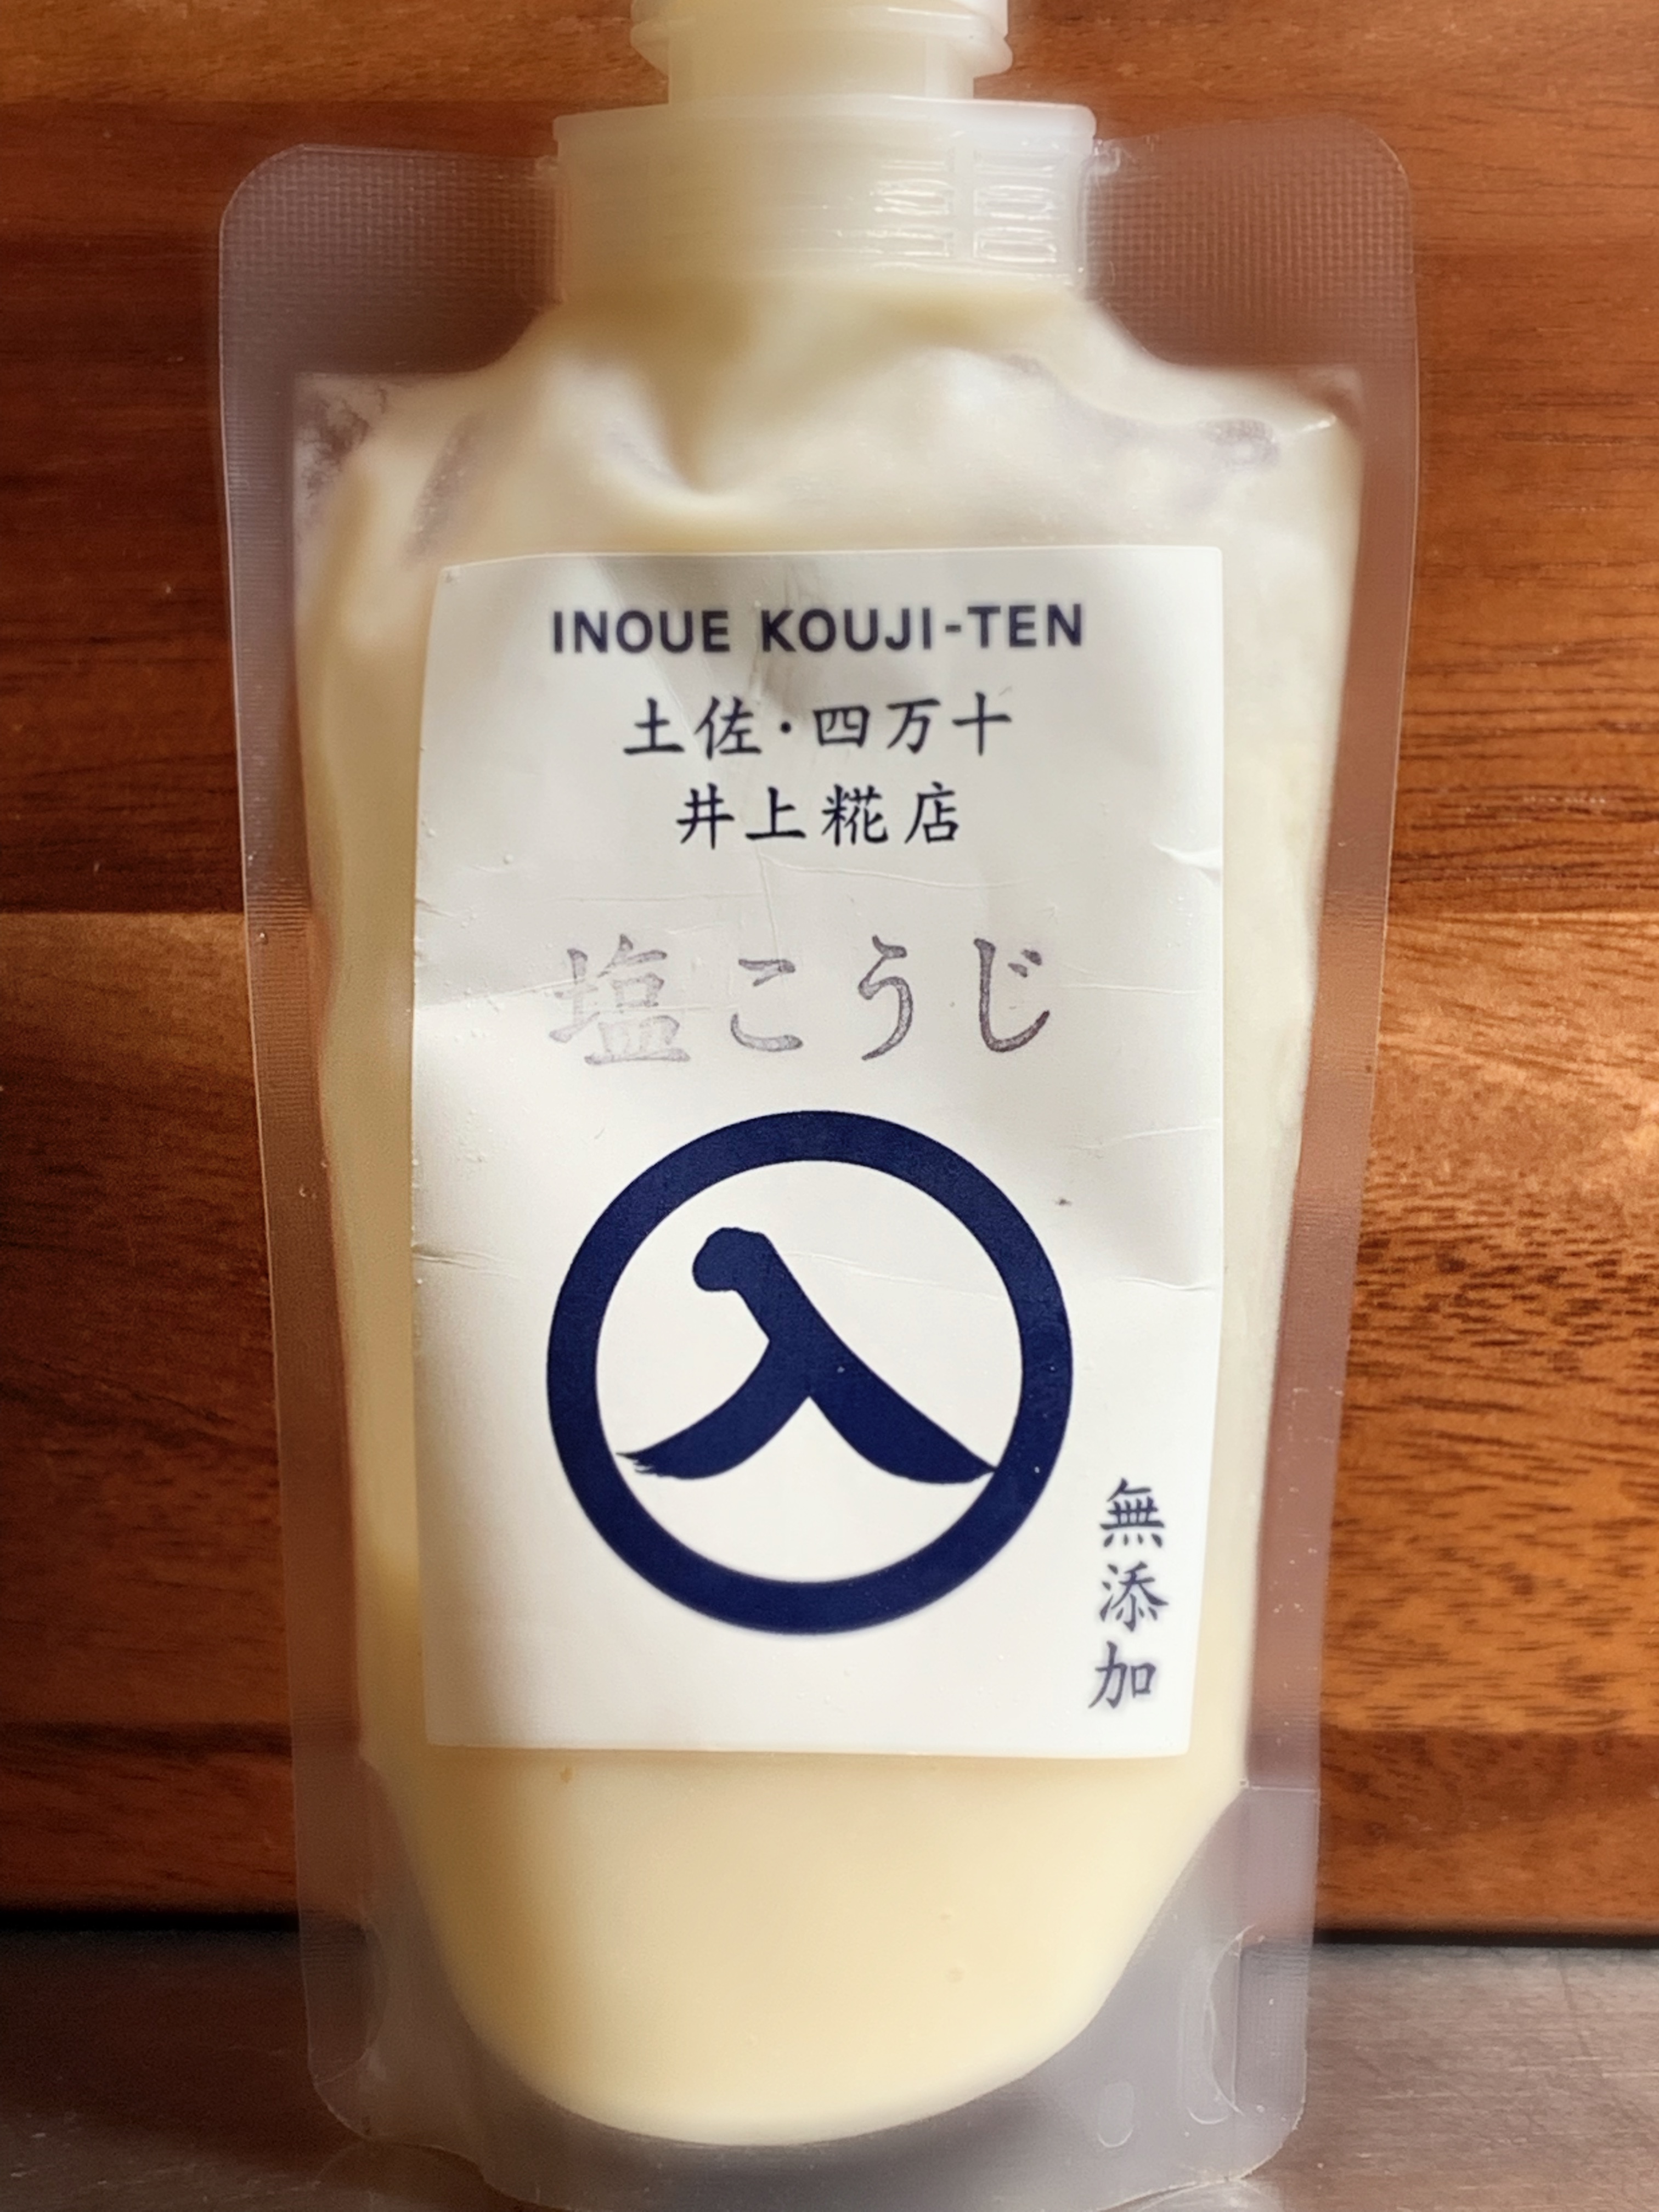 INOUE KOUJI-TEN
土佐・四万十
井上糀店
塩こうじ
入
無添加